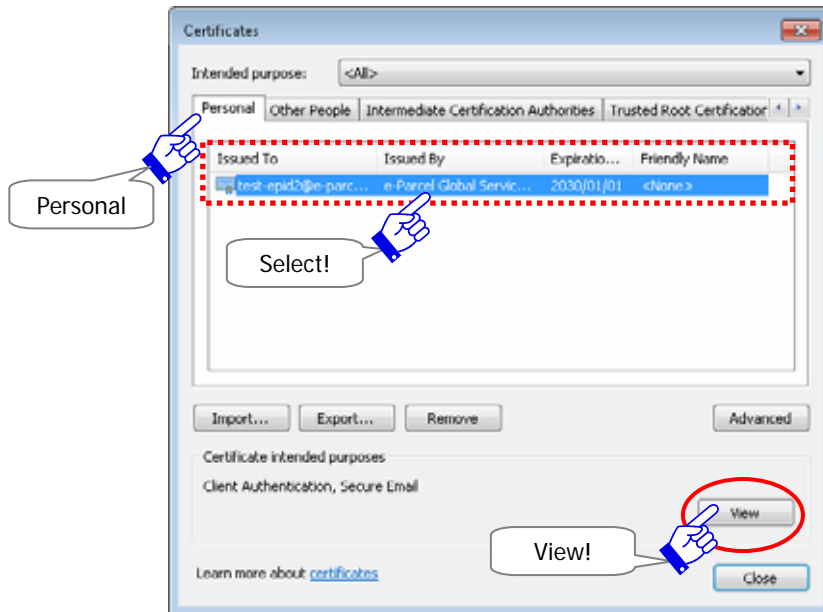 Certificates
Intended purpose: <All>
Personal Other People Intermediate Certification Authorities Trusted Root Certification
Issued To Issued By Expiratio... Friendly Name
test-epid2@e-parc... e-Parcel Global Servic... 2030/01/01 <None>
Personal
Select!
Import... Export... Remove Advanced
Certificate intended purposes
Client Authentication, Secure Email
View
View!
Learn more about certificates
Close